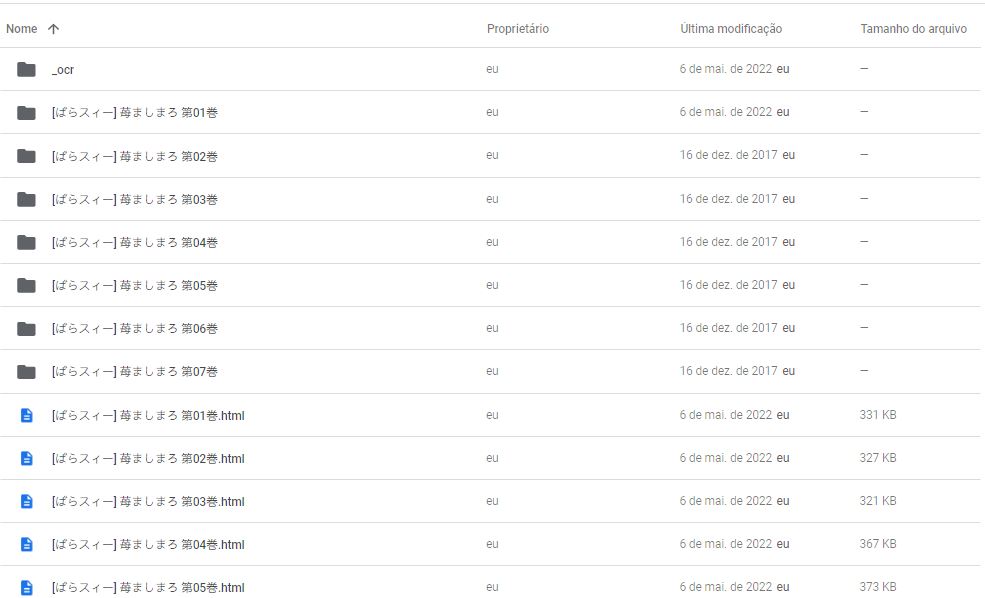 Nome Proprietário Última modificação Tamanho do arquivo
_ocr eu 6 de mai. de 2022 eu —
[ばらスィー] 苺ましまろ 第01巻 eu 6 de mai. de 2022 eu —
[ばらスィー] 苺ましまろ 第02巻 eu 16 de dez. de 2017 eu —
[ばらスィー] 苺ましまろ 第03巻 eu 16 de dez. de 2017 eu —
[ばらスィー] 苺ましまろ 第04巻 eu 16 de dez. de 2017 eu —
[ばらスィー] 苺ましまろ 第05巻 eu 16 de dez. de 2017 eu —
[ばらスィー] 苺ましまろ 第06巻 eu 16 de dez. de 2017 eu —
[ばらスィー] 苺ましまろ 第07巻 eu 16 de dez. de 2017 eu —
[ばらスィー] 苺ましまろ 第01巻.html eu 6 de mai. de 2022 eu 331 KB
[ばらスィー] 苺ましまろ 第02巻.html eu 6 de mai. de 2022 eu 327 KB
[ばらスィー] 苺ましまろ 第03巻.html eu 6 de mai. de 2022 eu 321 KB
[ばらスィー] 苺ましまろ 第04巻.html eu 6 de mai. de 2022 eu 367 KB
[ばらスィー] 苺ましまろ 第05巻.html eu 6 de mai. de 2022 eu 373 KB